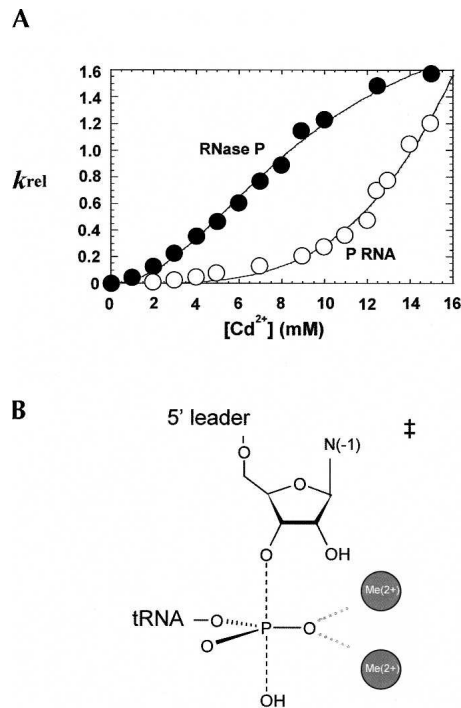 A
1.6
1.4
1.2
1.0
0.8
0.6
0.4
0.2
0
krel
RNase P
P RNA
0 2 4 6 8 10 12 14 16
[Cd²⁺] (mM)
B
5' leader
‡
N(-1)
O
O
OH
O
Me(2+)
tRNA
O
P
O
O
Me(2+)
OH